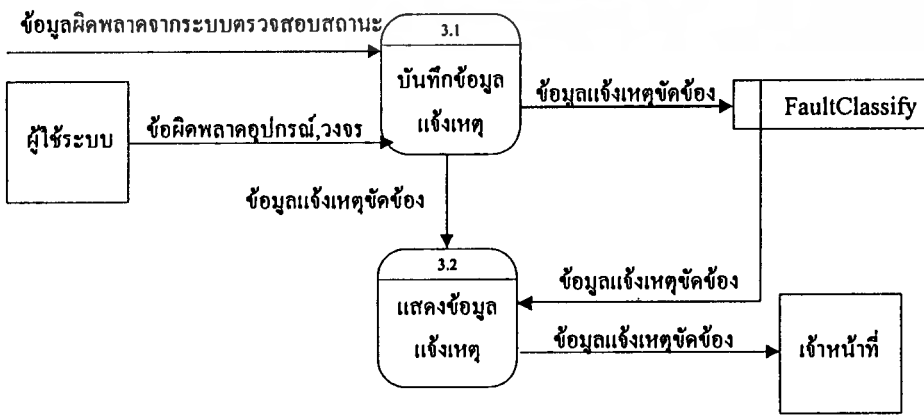 ข้อมูลผิดพลาดจากระบบตรวจสอบสถานะ
3.1
บันทึกข้อมูล
แจ้งเหตุ
ข้อมูลแจ้งเหตุขัดข้อง
FaultClassify
ผู้ใช้ระบบ
ข้อผิดพลาดอุปกรณ์,วงจร
ข้อมูลแจ้งเหตุขัดข้อง
3.2
แสดงข้อมูล
แจ้งเหตุ
ข้อมูลแจ้งเหตุขัดข้อง
ข้อมูลแจ้งเหตุขัดข้อง
เจ้าหน้าที่